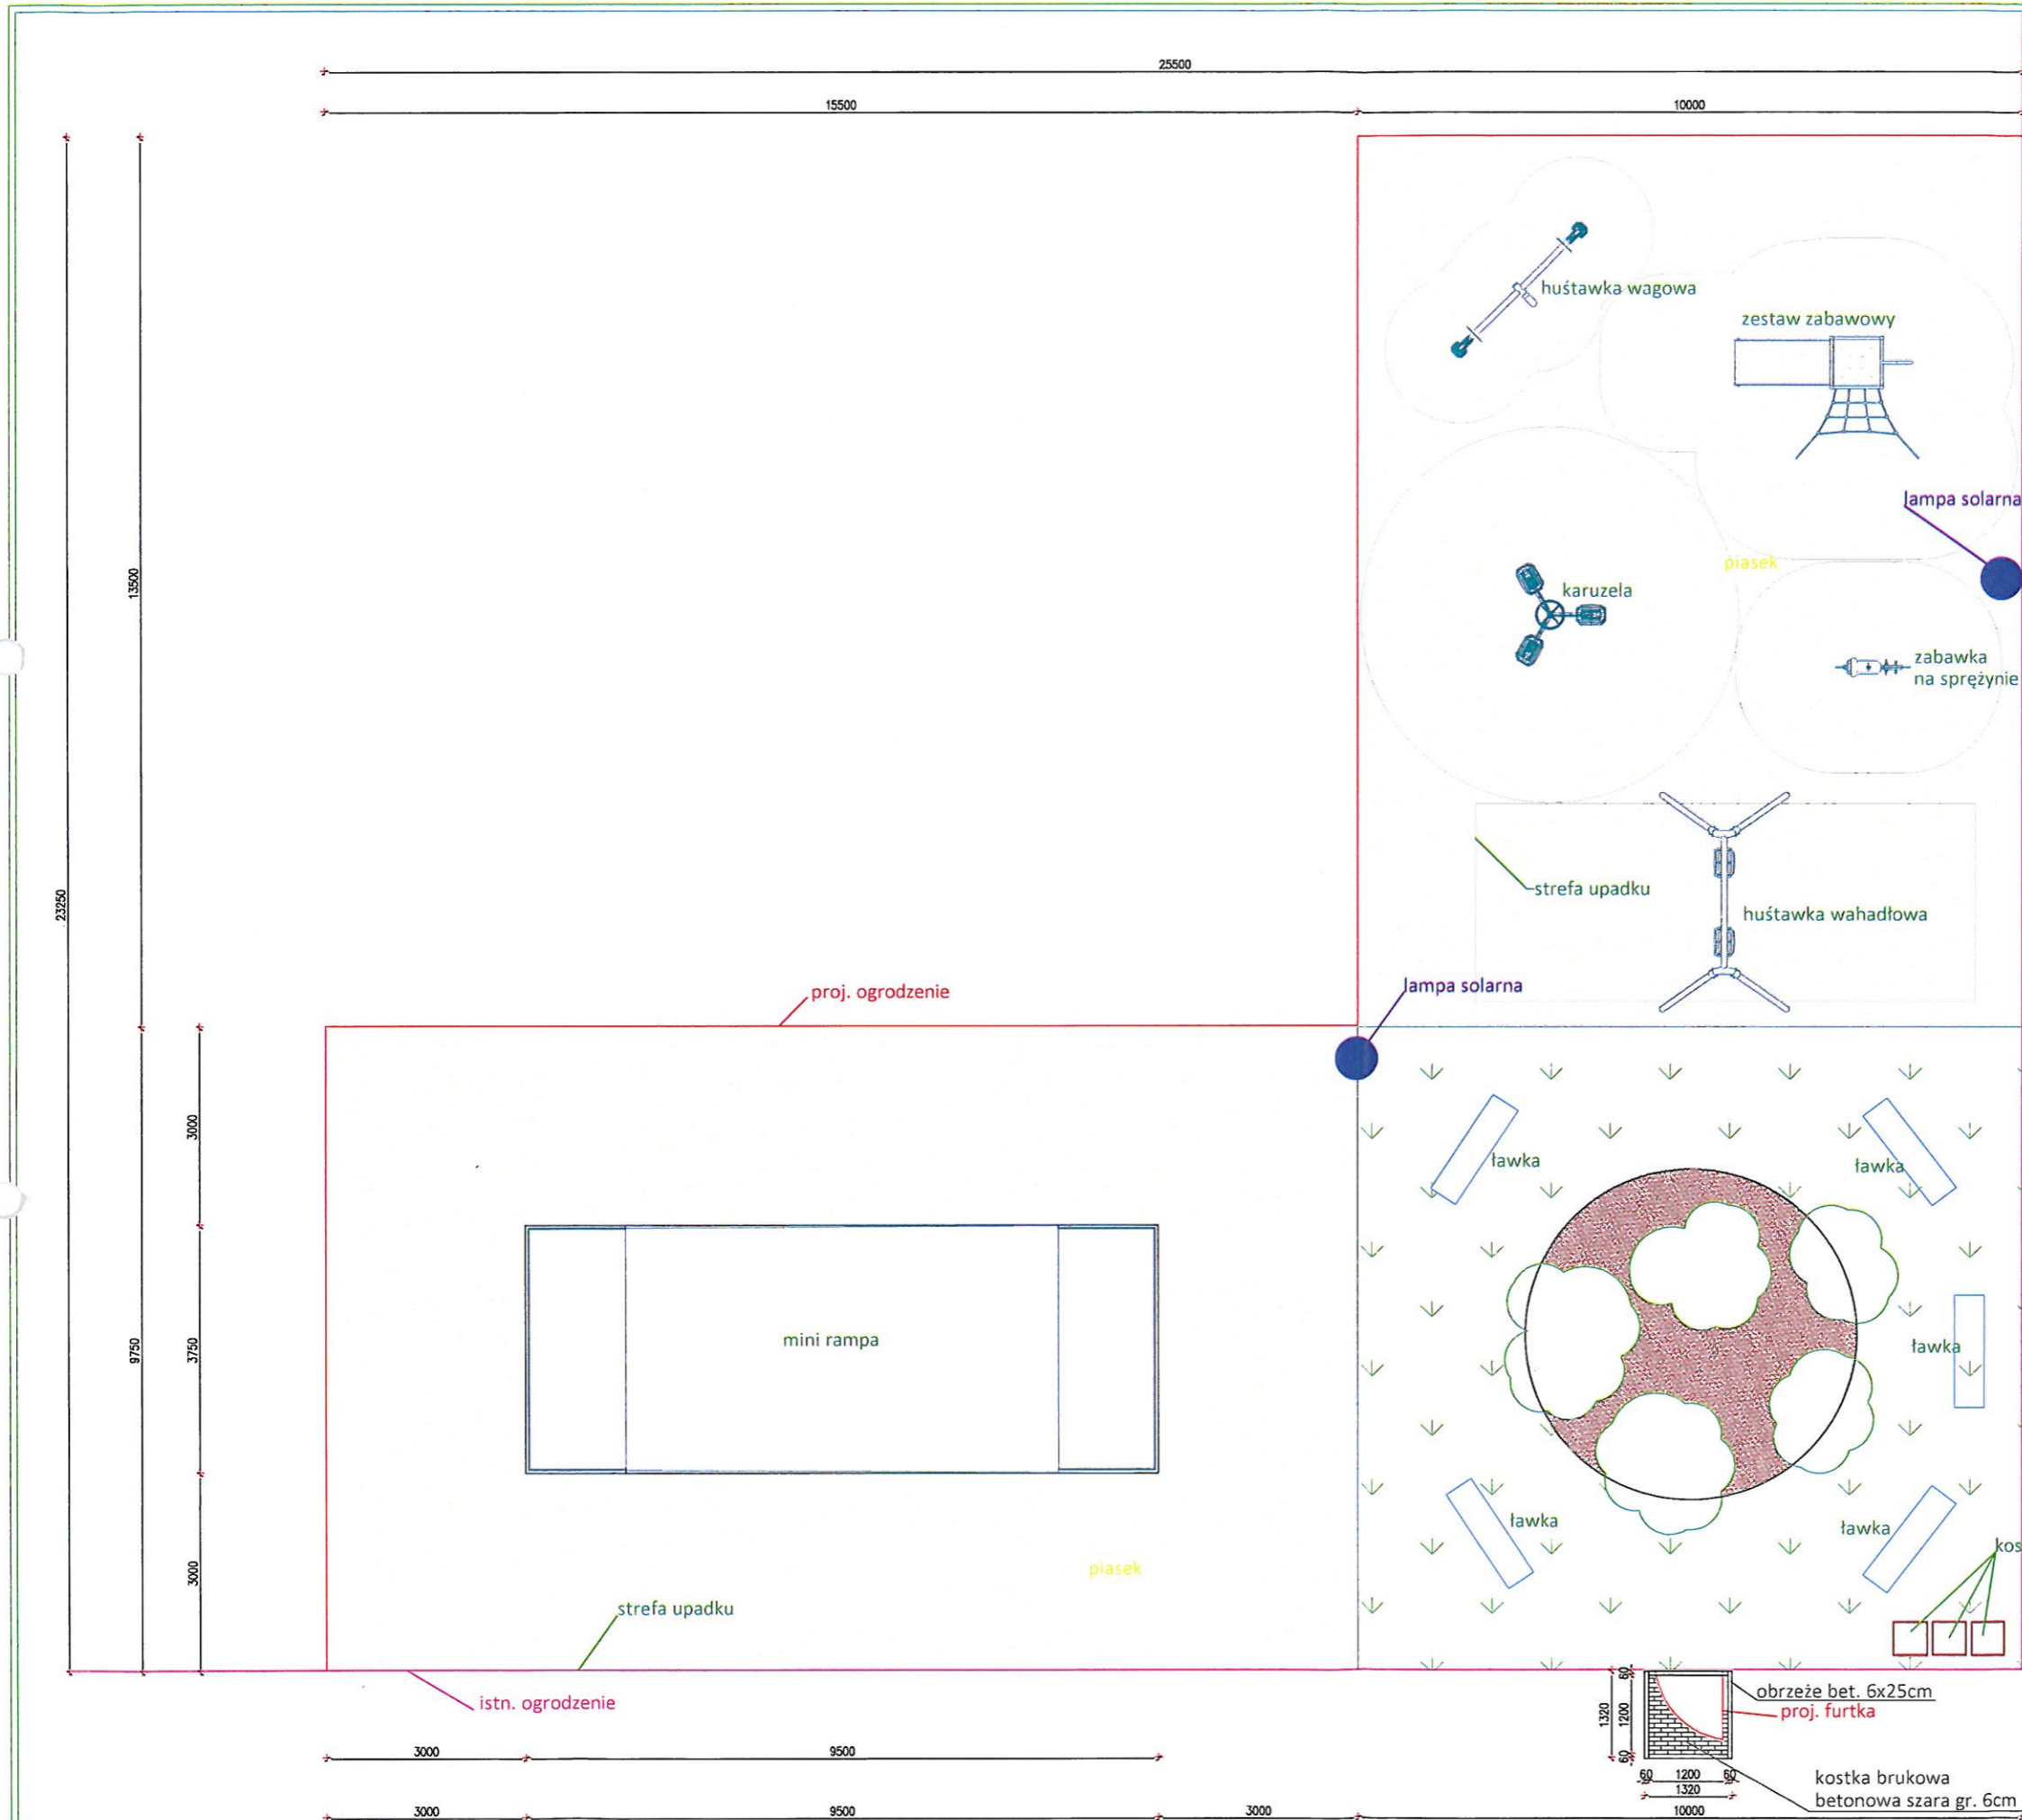 25500
15500
10000
huśtawka wagowa
zestaw zabawowy
lampa solarna
piasek
13500
karuzela
zabawka
na sprężynie
23250
strefa upadku
huśtawka wahadłowa
lampa solarna
proj. ogrodzenie
3000
ławka
ławka
9750
3750
mini rampa
ławka
ławka
ławka
kos
3000
piasek
strefa upadku
istn. ogrodzenie
60
1320
1200
60
obrzeże bet. 6x25cm
proj. furtka
3000
9500
60
1200
60
1320
kostka brukowa
betonowa szara gr. 6cm
3000
9500
3000
10000